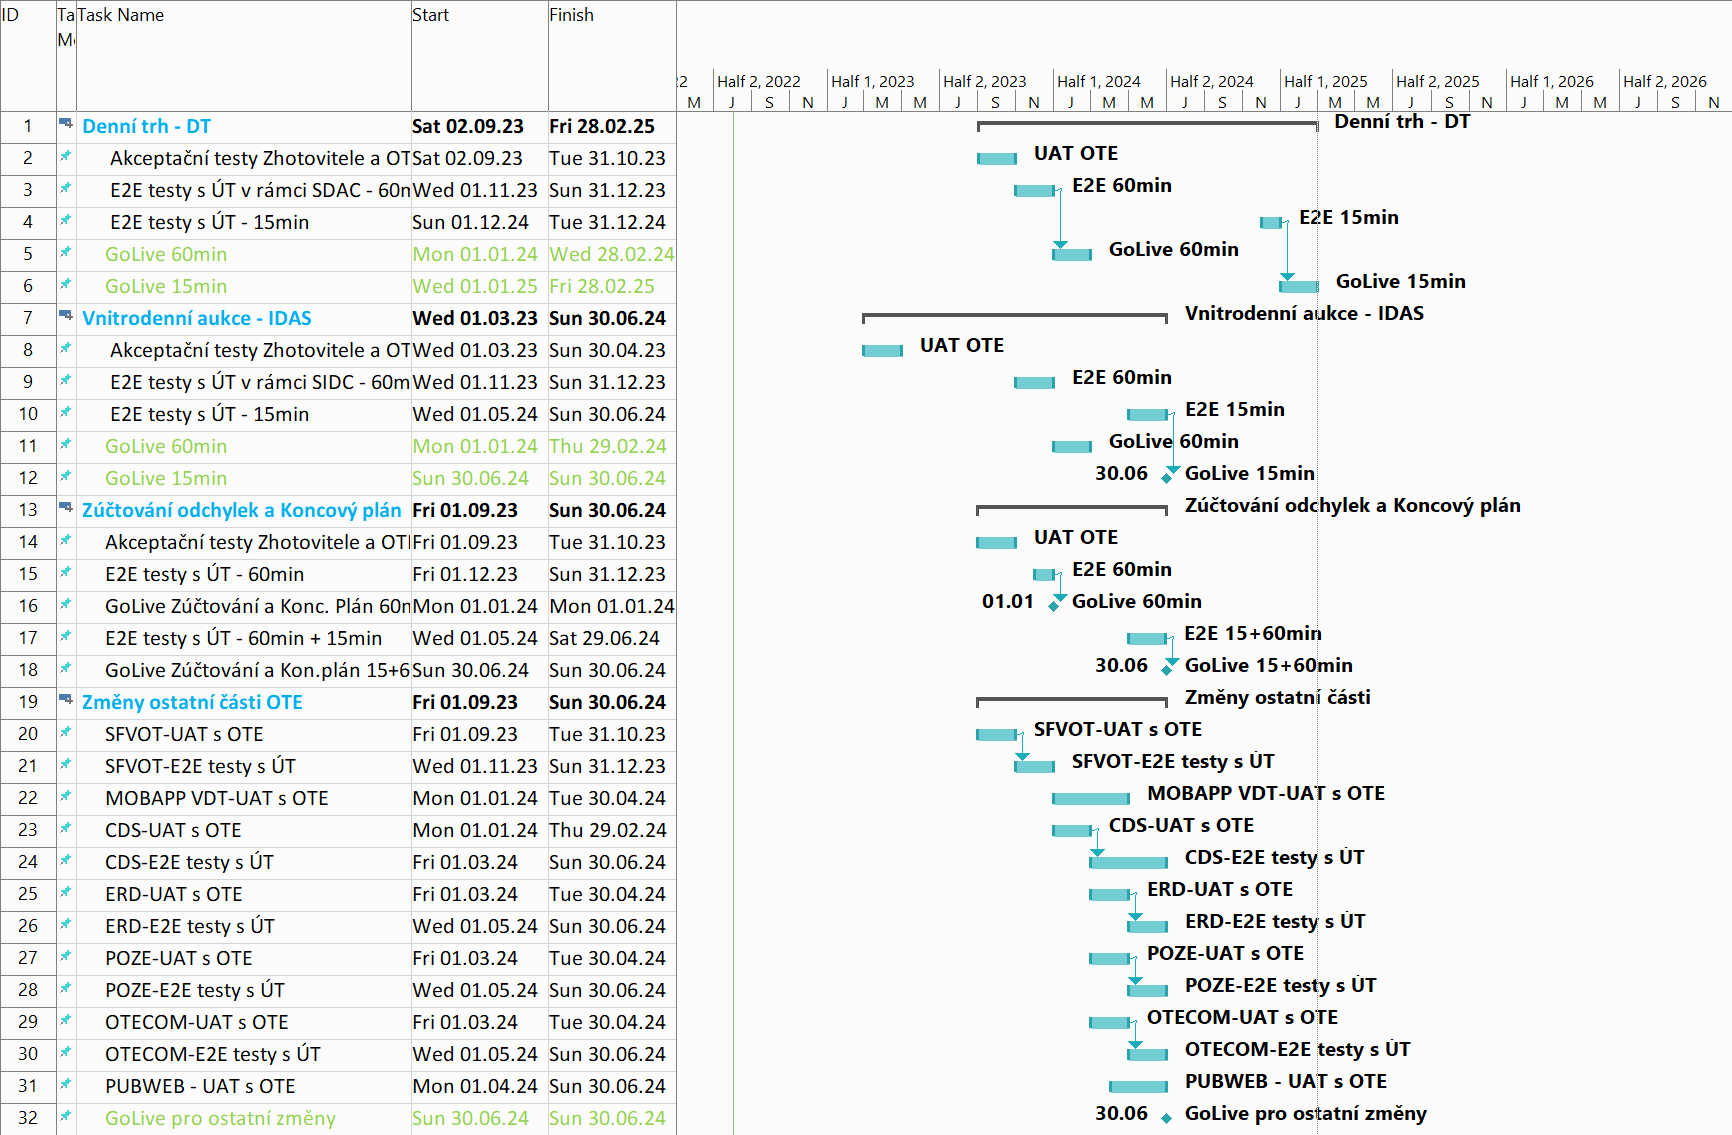 ID Ta Task Name Start Finish
Mo
2 Half 2, 2022 Half 1, 2023 Half 2, 2023 Half 1, 2024 Half 2, 2024 Half 1, 2025 Half 2, 2025 Half 1, 2026 Half 2, 2026
M J S N J M M J S N J M M J S N J M M J S N J M M J S N
1 Denní trh - DT Sat 02.09.23 Fri 28.02.25 Denní trh - DT
2 Akceptační testy Zhotovitele a OT Sat 02.09.23 Tue 31.10.23 UAT OTE
3 E2E testy s ÚT v rámci SDAC - 60m Wed 01.11.23 Sun 31.12.23 E2E 60min
4 E2E testy s ÚT - 15min Sun 01.12.24 Tue 31.12.24 E2E 15min
5 GoLive 60min Mon 01.01.24 Wed 28.02.24 GoLive 60min
6 GoLive 15min Wed 01.01.25 Fri 28.02.25 GoLive 15min
7 Vnitrodenní aukce - IDAS Wed 01.03.23 Sun 30.06.24 Vnitrodenní aukce - IDAS
8 Akceptační testy Zhotovitele a OT Wed 01.03.23 Sun 30.04.23 UAT OTE
9 E2E testy s ÚT v rámci SIDC - 60m Wed 01.11.23 Sun 31.12.23 E2E 60min
10 E2E testy s ÚT - 15min Wed 01.05.24 Sun 30.06.24 E2E 15min
11 GoLive 60min Mon 01.01.24 Thu 29.02.24 GoLive 60min
12 GoLive 15min Sun 30.06.24 Sun 30.06.24 30.06 GoLive 15min
13 Zúčtování odchylek a Koncový plán Fri 01.09.23 Sun 30.06.24 Zúčtování odchylek a Koncový plán
14 Akceptační testy Zhotovitele a OTI Fri 01.09.23 Tue 31.10.23 UAT OTE
15 E2E testy s ÚT - 60min Fri 01.12.23 Sun 31.12.23 E2E 60min
16 GoLive Zúčtování a Konc. Plán 60m Mon 01.01.24 Mon 01.01.24 01.01 GoLive 60min
17 E2E testy s ÚT - 60min + 15min Wed 01.05.24 Sat 29.06.24 E2E 15+60min
18 GoLive Zúčtování a Kon.plán 15+6 Sun 30.06.24 Sun 30.06.24 30.06 GoLive 15+60min
19 Změny ostatní části OTE Fri 01.09.23 Sun 30.06.24 Změny ostatní části
20 SFVOT-UAT s OTE Fri 01.09.23 Tue 31.10.23 SFVOT-UAT s OTE
21 SFVOT-E2E testy s ÚT Wed 01.11.23 Sun 31.12.23 SFVOT-E2E testy s ÚT
22 MOBAPP VDT-UAT s OTE Mon 01.01.24 Tue 30.04.24 MOBAPP VDT-UAT s OTE
23 CDS-UAT s OTE Mon 01.01.24 Thu 29.02.24 CDS-UAT s OTE
24 CDS-E2E testy s ÚT Fri 01.03.24 Sun 30.06.24 CDS-E2E testy s ÚT
25 ERD-UAT s OTE Fri 01.03.24 Tue 30.04.24 ERD-UAT s OTE
26 ERD-E2E testy s ÚT Wed 01.05.24 Sun 30.06.24 ERD-E2E testy s ÚT
27 POZE-UAT s OTE Fri 01.03.24 Tue 30.04.24 POZE-UAT s OTE
28 POZE-E2E testy s ÚT Wed 01.05.24 Sun 30.06.24 POZE-E2E testy s ÚT
29 OTECOM-UAT s OTE Fri 01.03.24 Tue 30.04.24 OTECOM-UAT s OTE
30 OTECOM-E2E testy s ÚT Wed 01.05.24 Sun 30.06.24 OTECOM-E2E testy s ÚT
31 PUBWEB - UAT s OTE Mon 01.04.24 Sun 30.06.24 PUBWEB - UAT s OTE
32 GoLive pro ostatní změny Sun 30.06.24 Sun 30.06.24 30.06 GoLive pro ostatní změny